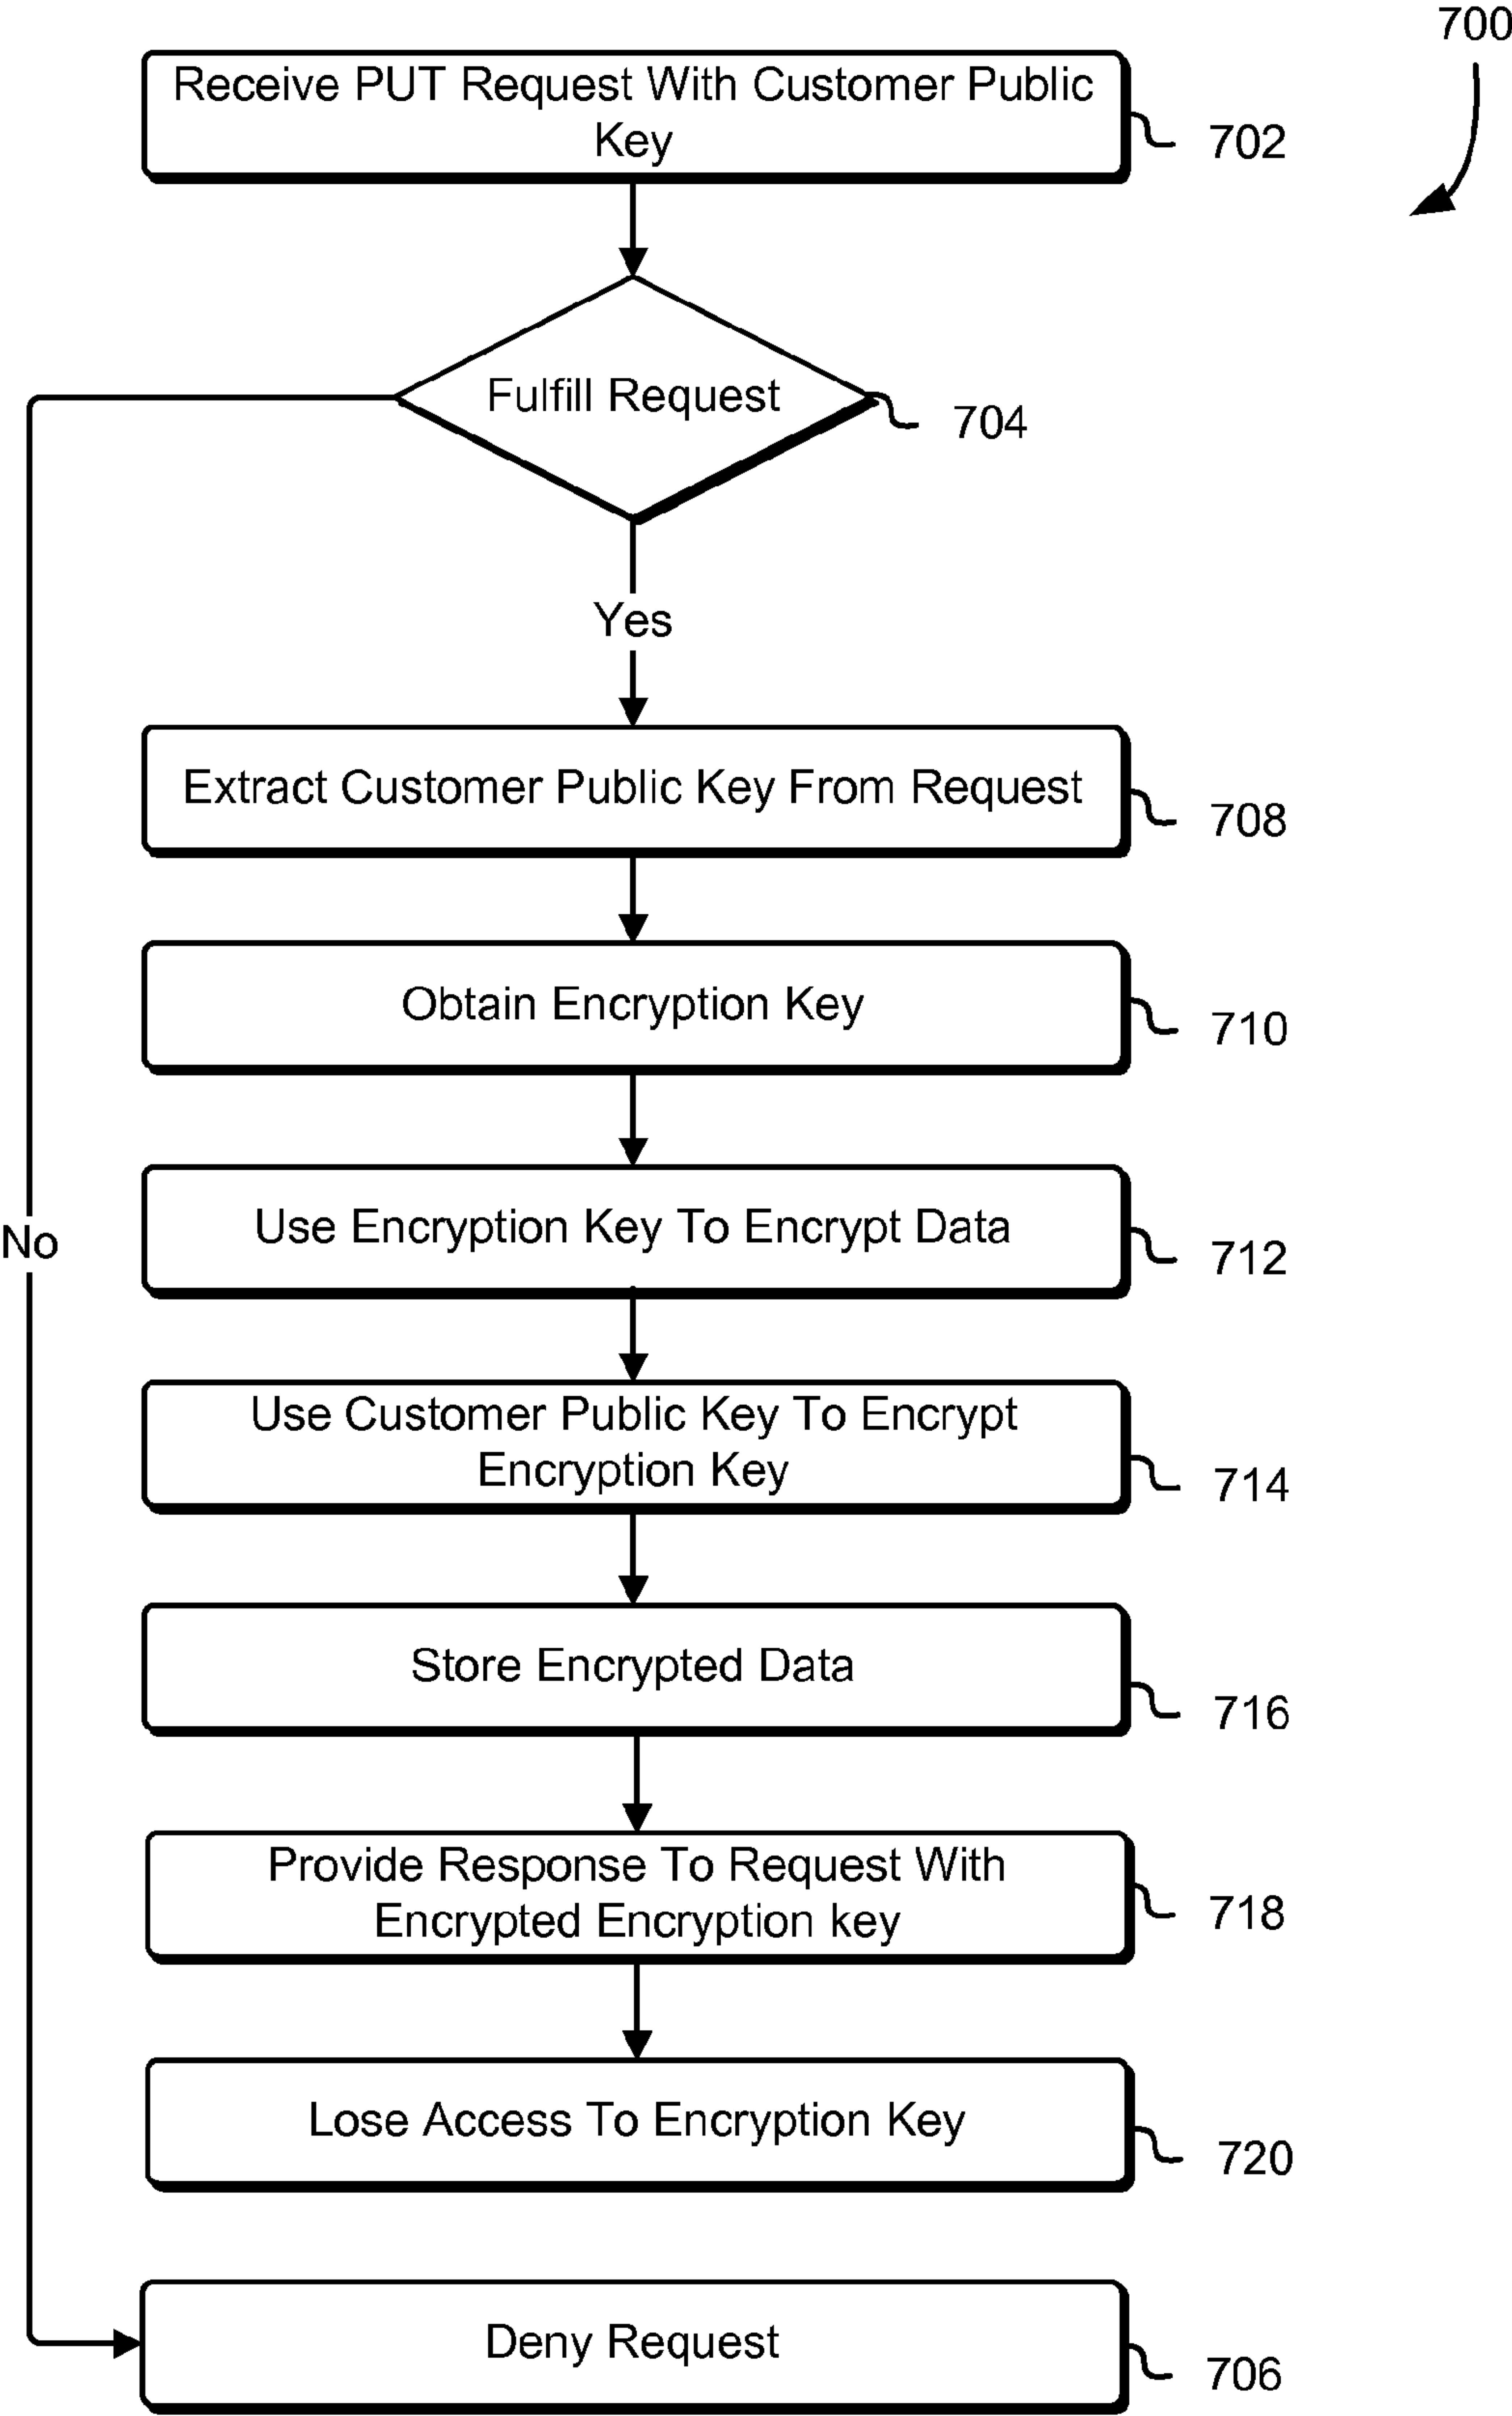 700
Receive PUT Request With Customer Public
Key
702
Fulfill Request
704
Yes
Extract Customer Public Key From Request
708
Obtain Encryption Key
710
Use Encryption Key To Encrypt Data
712
No
Use Customer Public Key To Encrypt
Encryption Key
714
Store Encrypted Data
716
Provide Response To Request With
Encrypted Encryption key
718
Lose Access To Encryption Key
720
Deny Request
706